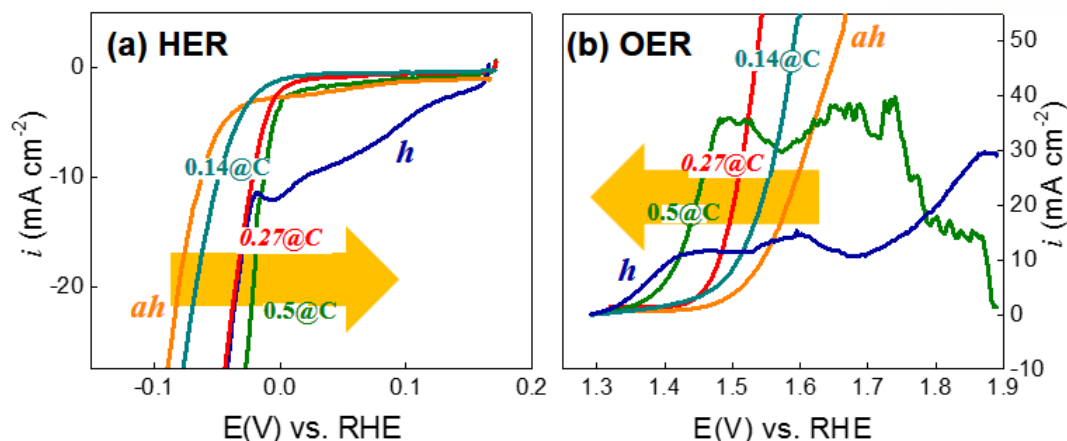 (a) HER
0
-10
-20
i (mA cm⁻²)
0.14@C
0.27@C
0.5@C
h
ah
-0.1
0.0
0.1
0.2
E(V) vs. RHE
(b) OER
ah
0.14@C
0.27@C
0.5@C
h
50
40
30
20
10
0
-10
i (mA cm⁻²)
1.3
1.4
1.5
1.6
1.7
1.8
1.9
E(V) vs. RHE